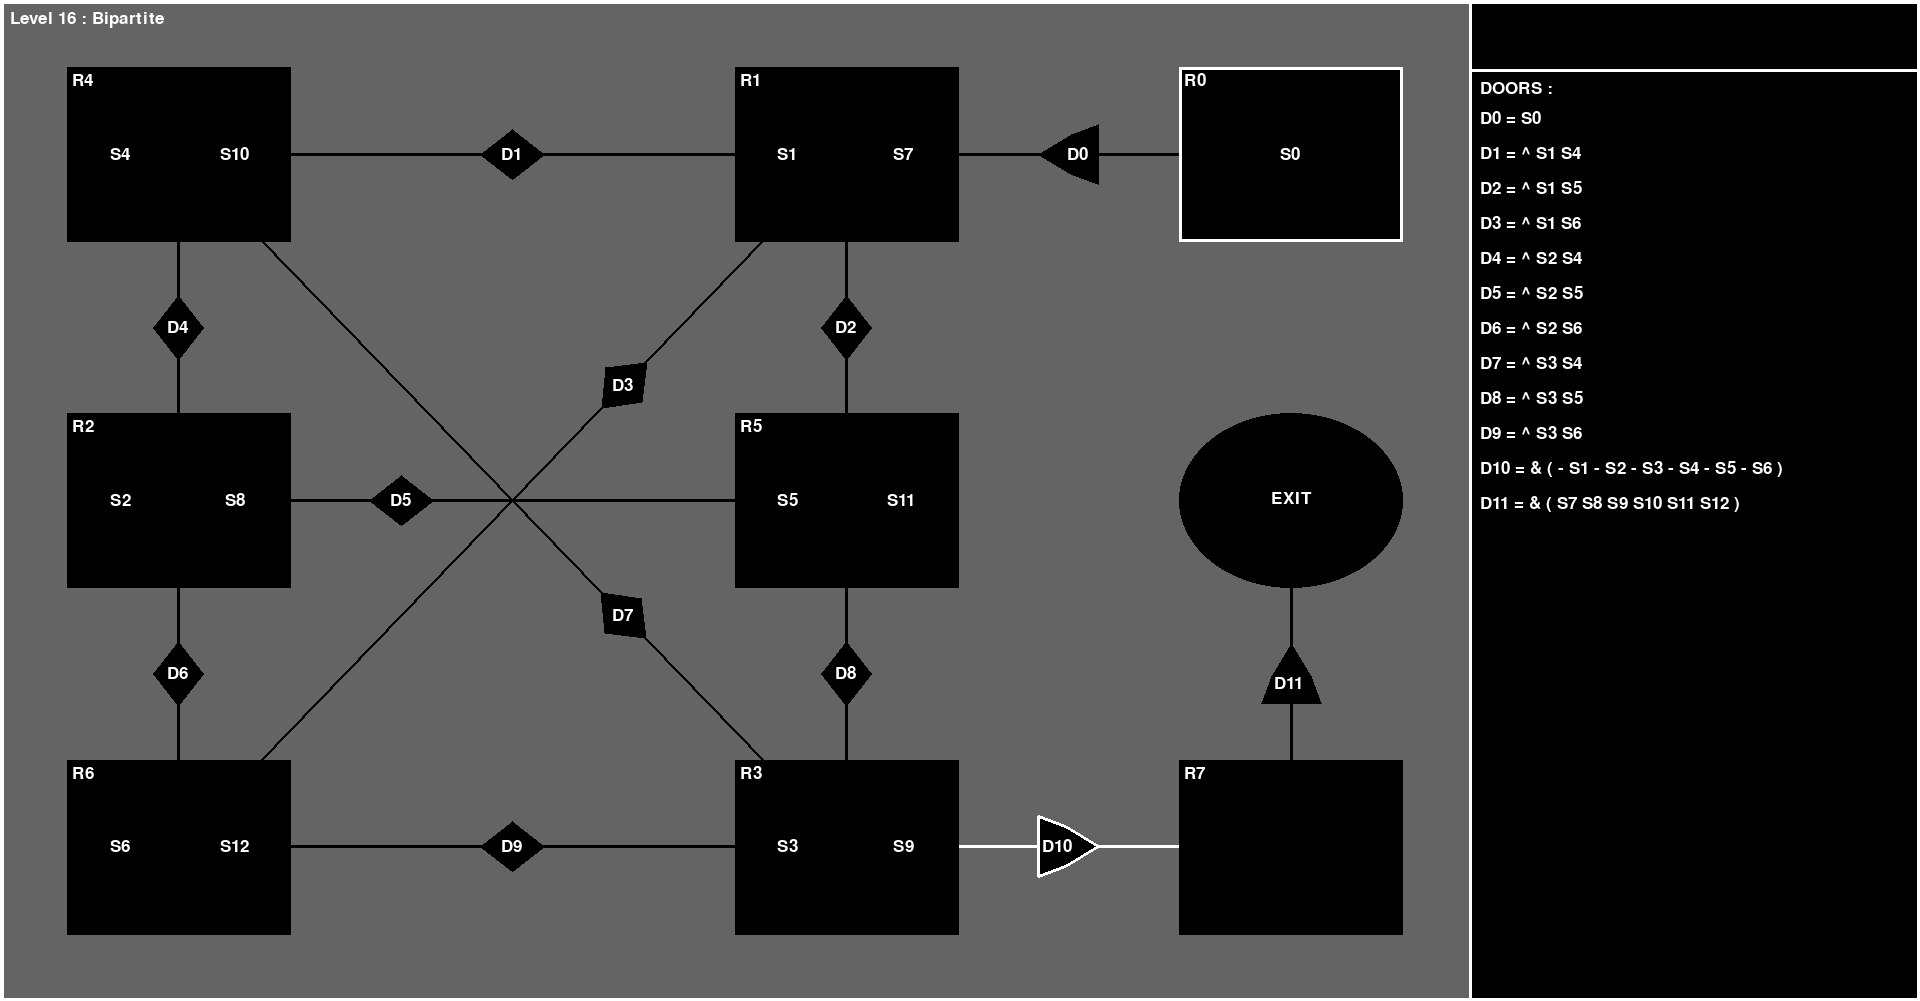 Level 16 : Bipartite
R4
R1
R0
S4
S10
D1
S1
S7
D0
S0
D4
D3
D2
R2
R5
S2
S8
D5
S5
S11
EXIT
D7
D6
D8
D11
R6
R3
R7
S6
S12
D9
S3
S9
D10
DOORS :
D0 = S0
D1 = ^ S1 S4
D2 = ^ S1 S5
D3 = ^ S1 S6
D4 = ^ S2 S4
D5 = ^ S2 S5
D6 = ^ S2 S6
D7 = ^ S3 S4
D8 = ^ S3 S5
D9 = ^ S3 S6
D10 = & ( - S1 - S2 - S3 - S4 - S5 - S6 )
D11 = & ( S7 S8 S9 S10 S11 S12 )